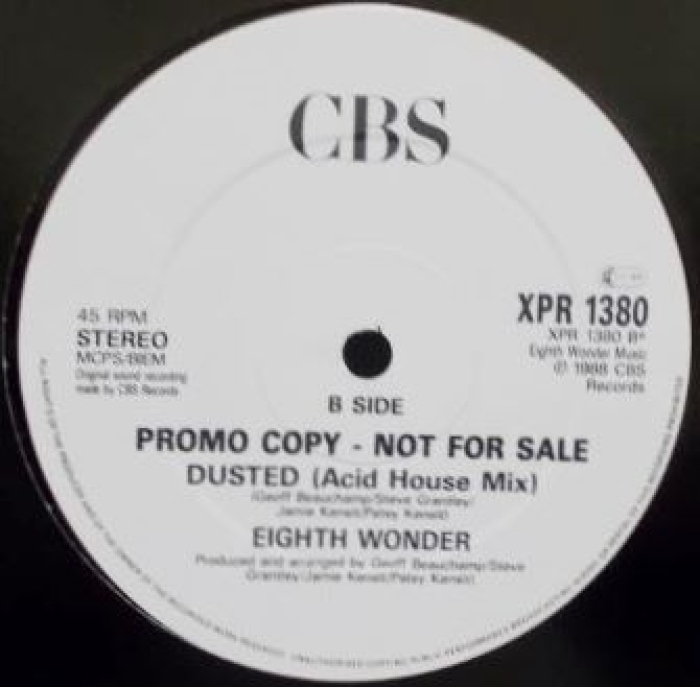 CBS
45 RPM
STEREO
MCPS/BIEM
Original sound recording
made by CBS Records
XPR 1380
XPR 1380 B
Eighth Wonder Music
℗ 1988 CBS
Records
B SIDE
PROMO COPY - NOT FOR SALE
DUSTED (Acid House Mix)
(Geoff Beauchamp/Steve Grantley/
Jamie Kensit/Patsy Kensit)
EIGHTH WONDER
Produced and arranged by Geoff Beauchamp/Steve
Grantley/Jamie Kensit/Patsy Kensit)